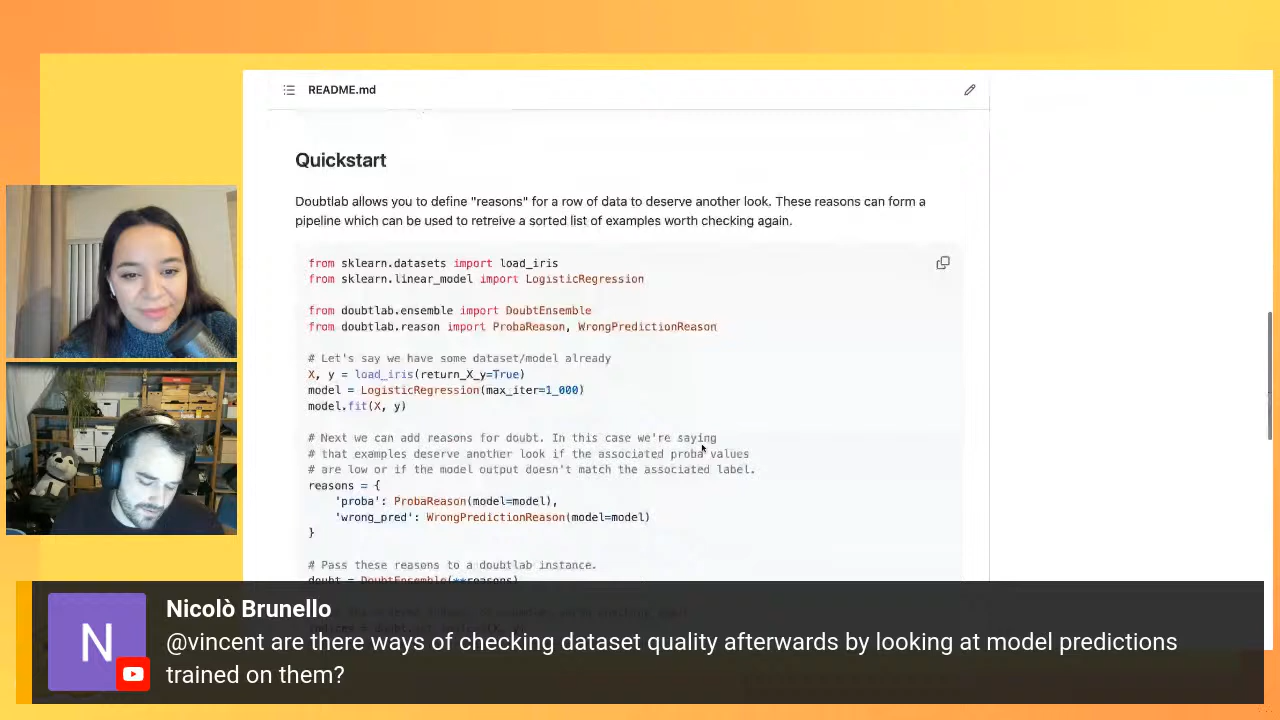 README.md
Quickstart
Doubtlab allows you to define "reasons" for a row of data to deserve another look. These reasons can form a
pipeline which can be used to retreive a sorted list of examples worth checking again.
from sklearn.datasets import load_iris
from sklearn.linear_model import LogisticRegression
from doubtlab.ensemble import DoubtEnsemble
from doubtlab.reason import ProbaReason, WrongPredictionReason
# Let's say we have some dataset/model already
X, y = load_iris(return_X_y=True)
model = LogisticRegression(max_iter=1_000)
model.fit(X, y)
# Next we can add reasons for doubt. In this case we're saying
# that examples deserve another look if the associated proba values
# are low or if the model output doesn't match the associated label.
reasons = {
'proba': ProbaReason(model=model),
'wrong_pred': WrongPredictionReason(model=model)
}
# Pass these reasons to a doubtlab instance.
doubt = DoubtEnsemble(**reasons)
N
Nicolò Brunello
@vincent are there ways of checking dataset quality afterwards by looking at model predictions
trained on them?